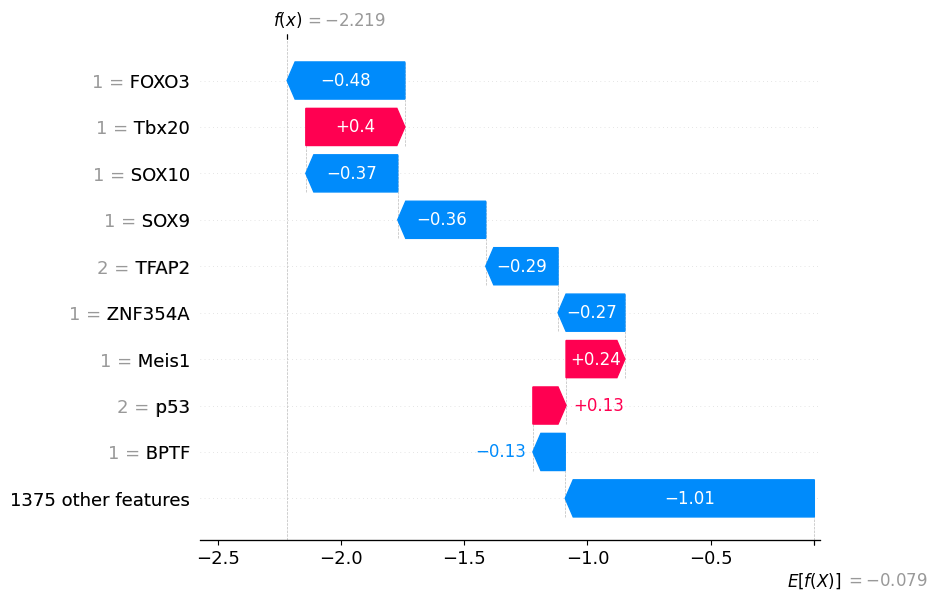 f(x) = −2.219
1 = FOXO3 −0.48
1 = Tbx20 +0.4
1 = SOX10 −0.37
1 = SOX9 −0.36
2 = TFAP2 −0.29
1 = ZNF354A −0.27
1 = Meis1 +0.24
2 = p53 +0.13
1 = BPTF −0.13
1375 other features −1.01
−2.5 −2.0 −1.5 −1.0 −0.5
E[f(X)] = −0.079